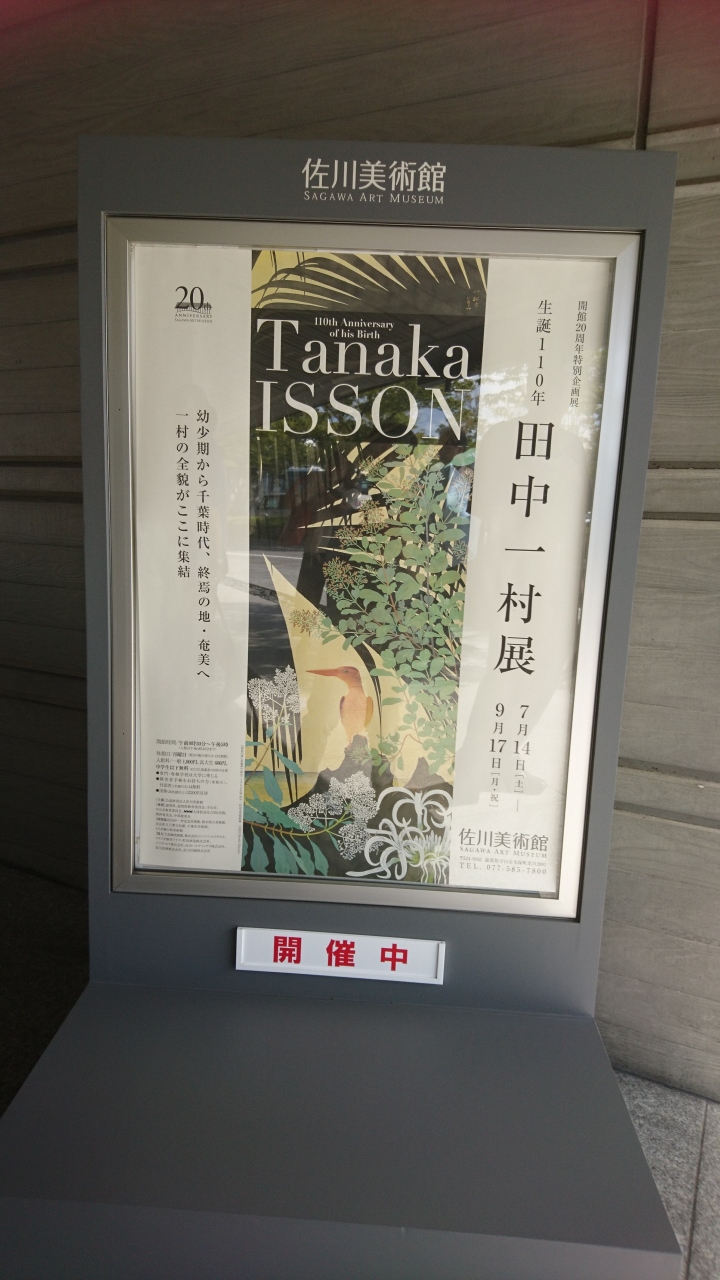 佐川美術館
SAGAWA ART MUSEUM
20th
ANNIVERSARY
SAGAWA ART MUSEUM
110th Anniversary
of his Birth
Tanaka
ISSON
開館20周年特別企画展
生誕110年
田中一村展
7月14日[土]—
9月17日[月・祝]
幼少期から千葉時代、終焉の地・奄美へ
一村の全貌がここに集結
佐川美術館
SAGAWA ART MUSEUM
TEL. 077-585-7800
開催中